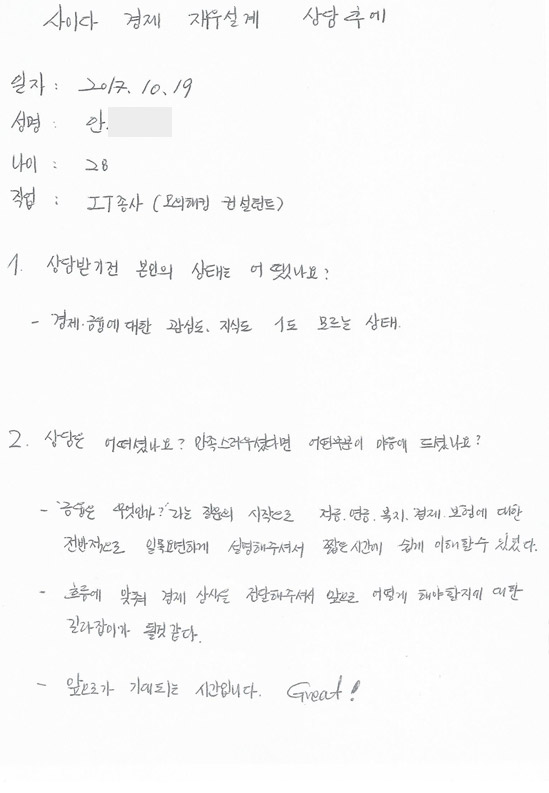 사이다 경제 재무설계 상담후에
일자 : 2017. 10. 19
성명 : 안.
나이 : 28
직업 : IT종사 (모의해킹 컨설턴트)
1. 상담받기전 본인의 상태는 어땠나요?
- 경제·금융에 대한 관심도, 지식도 1도 모르는 상태.
2. 상담은 어떠셨나요? 만족스러우셨다면 어떤부분이 마음에 드셨나요?
- '금융은 무엇인가?' 라는 질문의 시작으로 적금, 연금, 복지, 경제, 보험에 대한
전반적으로 일목요연하게 설명해주셔서 짧은시간에 쉽게 이해할수 있었다.
- 흐름에 맞춰 경제 상식을 전달해주셔서 앞으로 어떻게 해야할지에 대한
길라잡이가 될것같다.
- 앞으로가 기대되는 시간입니다. Great!